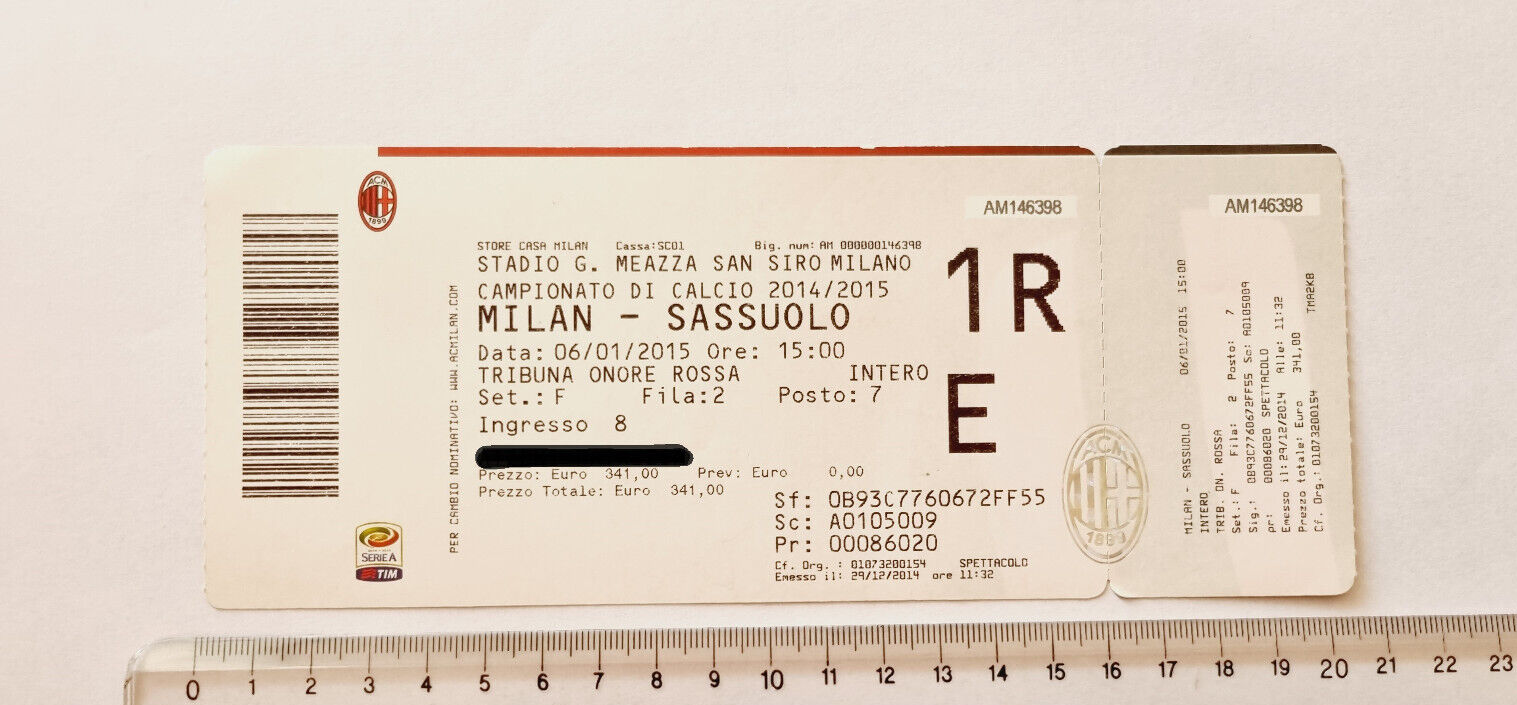 ACM
1899
AM146398
STORE CASA MILAN Cassa:SC01 Big. num: AM 000000146398
STADIO G. MEAZZA SAN SIRO MILANO
CAMPIONATO DI CALCIO 2014/2015
MILAN - SASSUOLO
Data: 06/01/2015 Ore: 15:00
TRIBUNA ONORE ROSSA INTERO
Set.: F Fila:2 Posto: 7
Ingresso 8
1R
E
Prezzo: Euro 341,00 Prev: Euro 0,00
Prezzo Totale: Euro 341,00
Sf: 0B93C7760672FF55
Sc: A0105009
Pr: 00086020
Cf. Org. : 01073200154 SPETTACOLO
Emesso il: 29/12/2014 ore 11:32
PER CAMBIO NOMINATIVO: WWW.ACMILAN.COM
SERIE A
TIM
ACM
1899
AM146398
MILAN - SASSUOLO 06/01/2015 15:00
INTERO
TRIB. ON. ROSSA
Set.: F Fila: 2 Posto: 7
Sig.: 0B93C7760672FF55 Sc: A0105009
Pr: 00086020 SPETTACOLO
Emesso il:29/12/2014 Alle: 11:32
Prezzo totale: Euro 341,00
Cf. Org.: 01073200154 TMA2KB
0 1 2 3 4 5 6 7 8 9 10 11 12 13 14 15 16 17 18 19 20 21 22 23